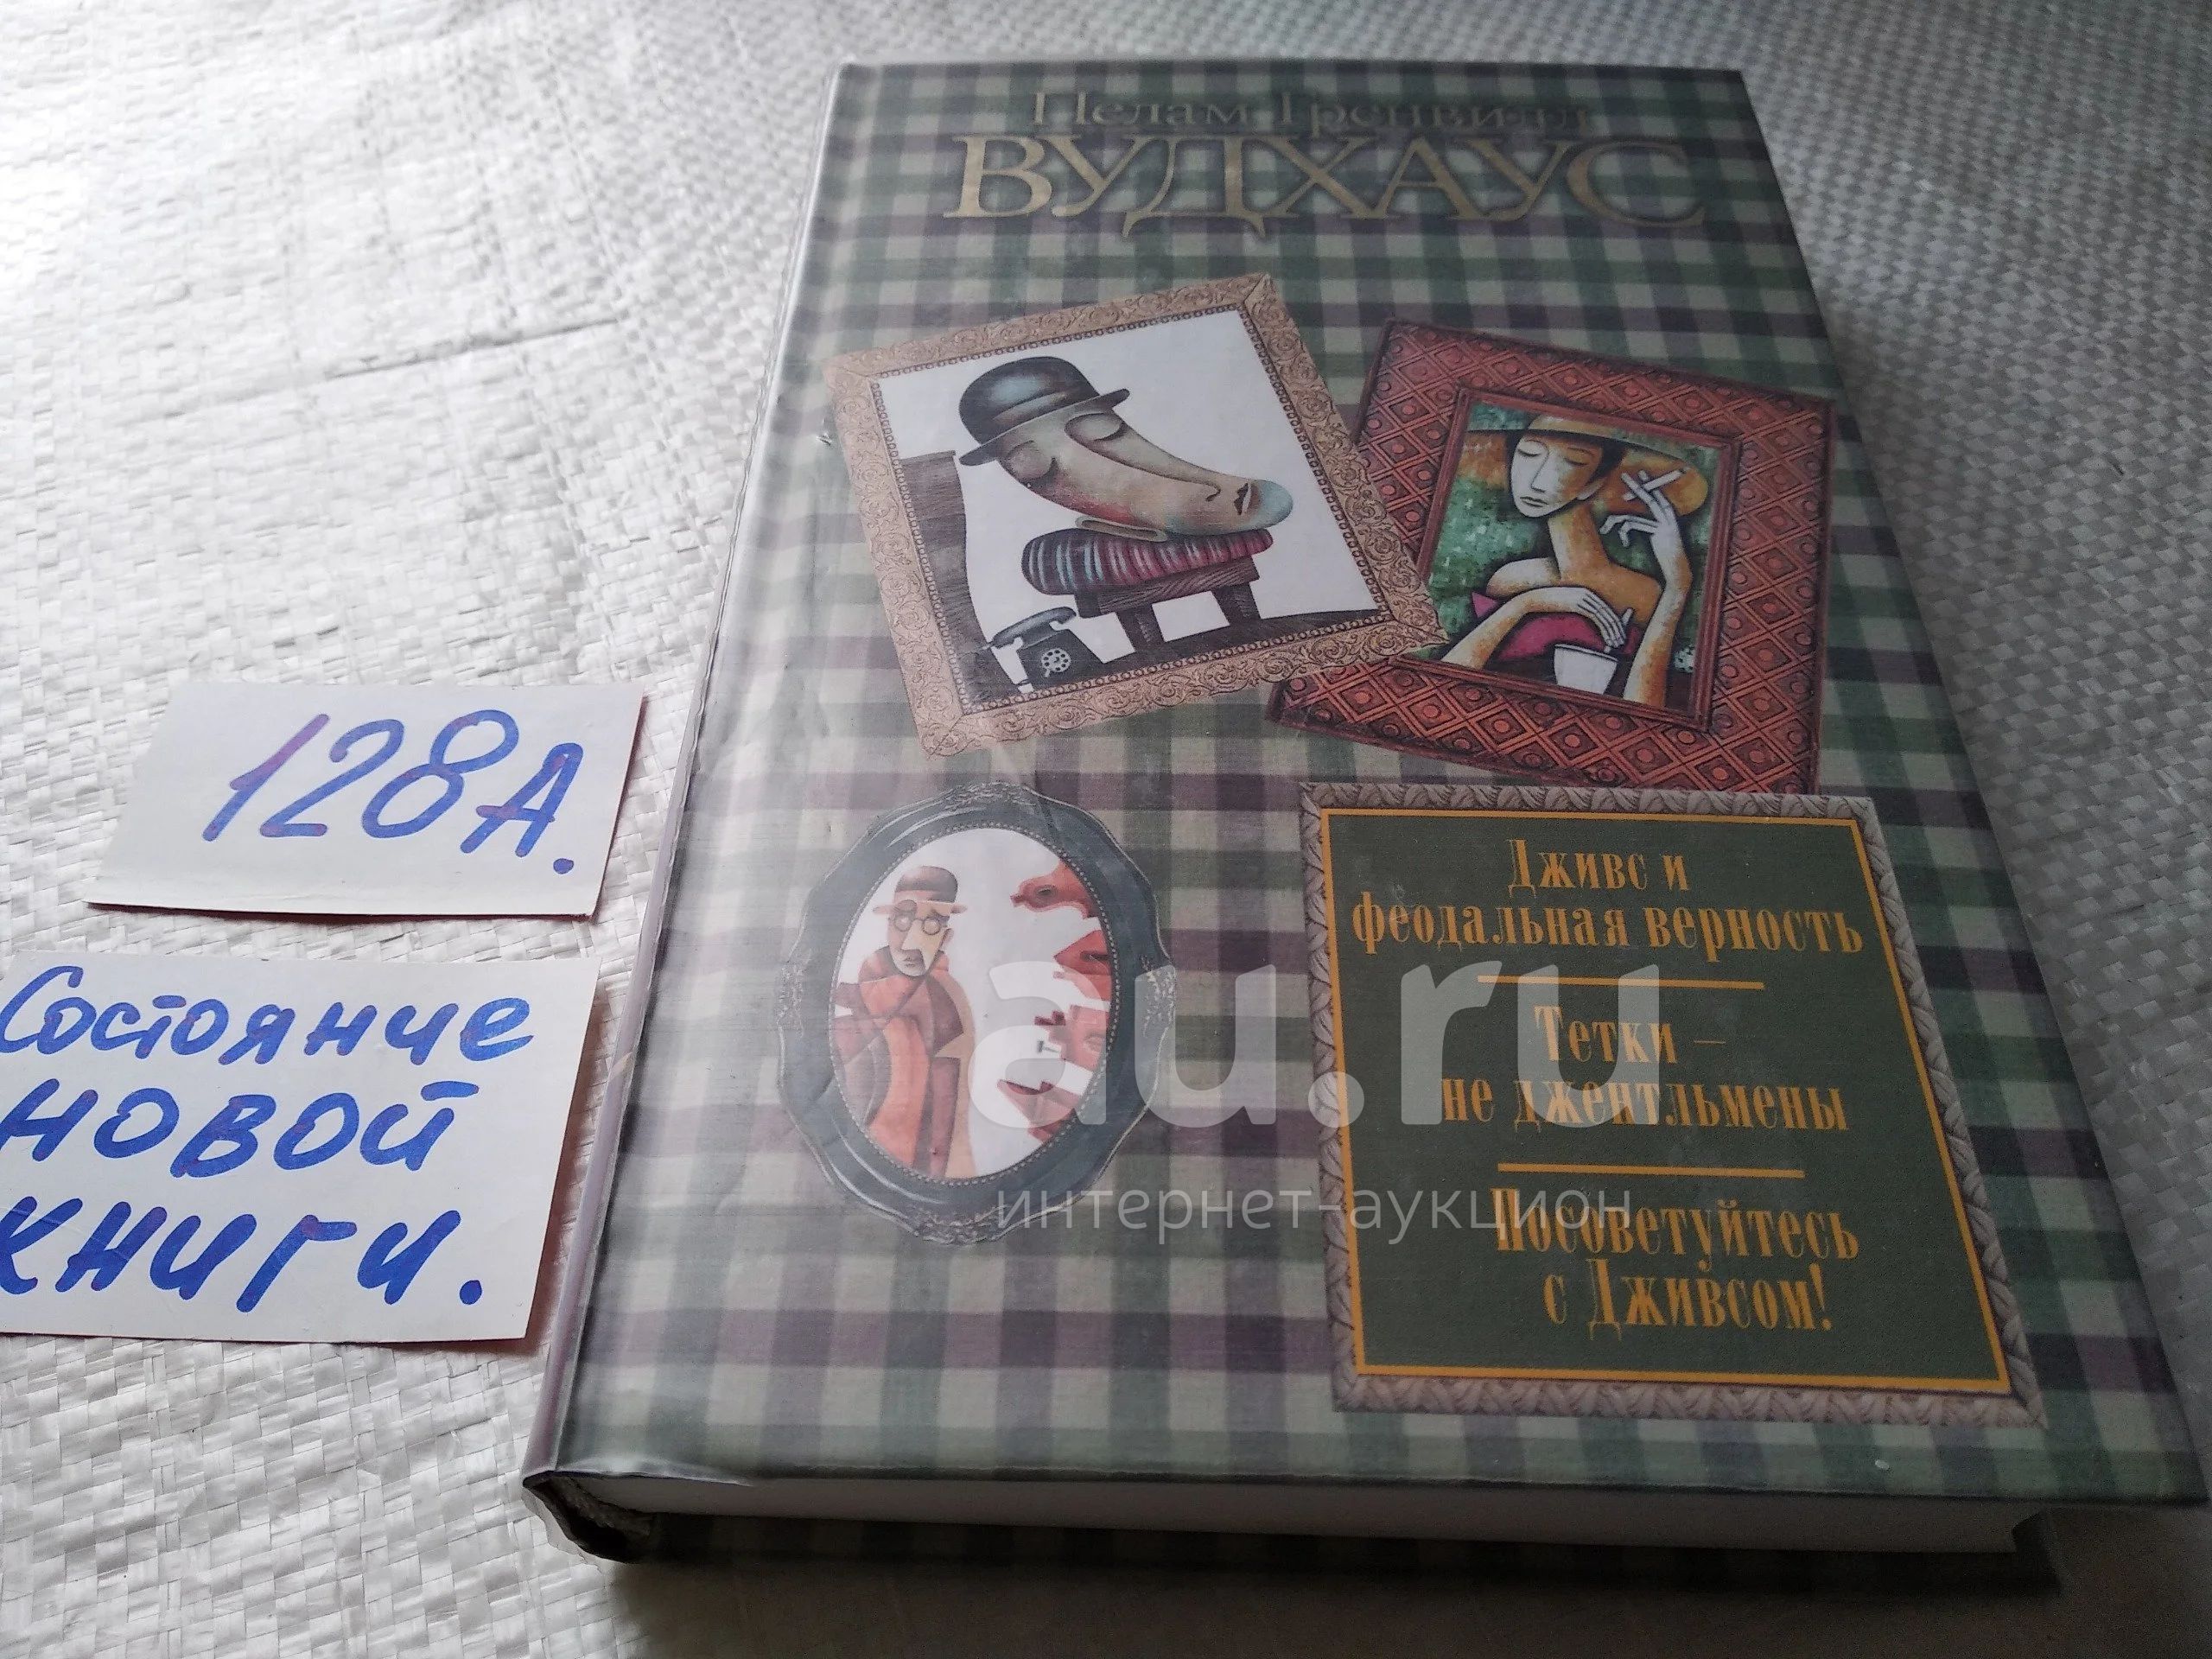 Пелам Гренвилл
ВУДХАУС
Дживс и
феодальная верность
Тетки –
не джентльмены
Посоветуйтесь
с Дживсом!
128А.
Состояние
новой
книги.
au.ru
интернет-аукцион